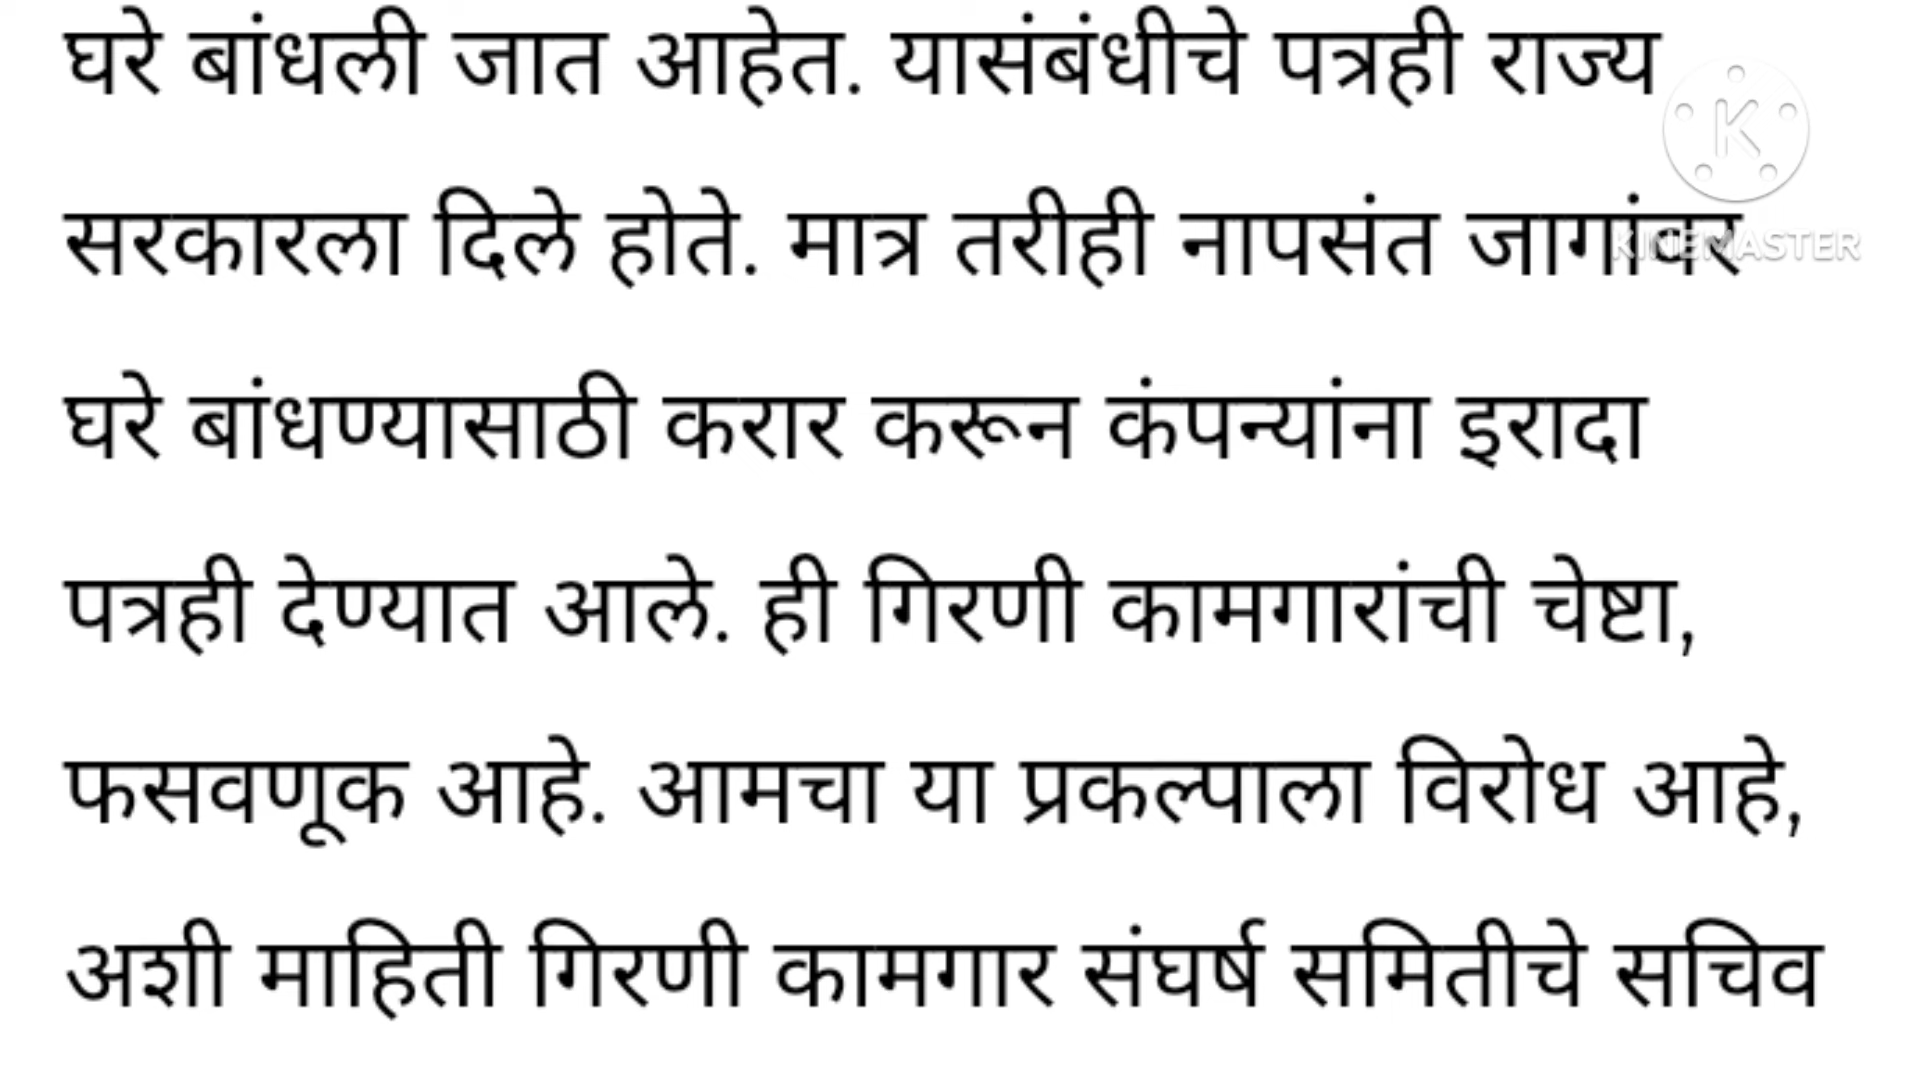 घरे बांधली जात आहेत. यासंबंधीचे पत्रही राज्य
सरकारला दिले होते. मात्र तरीही नापसंत जागांवर
घरे बांधण्यासाठी करार करून कंपन्यांना इरादा
पत्रही देण्यात आले. ही गिरणी कामगारांची चेष्टा,
फसवणूक आहे. आमचा या प्रकल्पाला विरोध आहे,
अशी माहिती गिरणी कामगार संघर्ष समितीचे सचिव
K
KINEMASTER